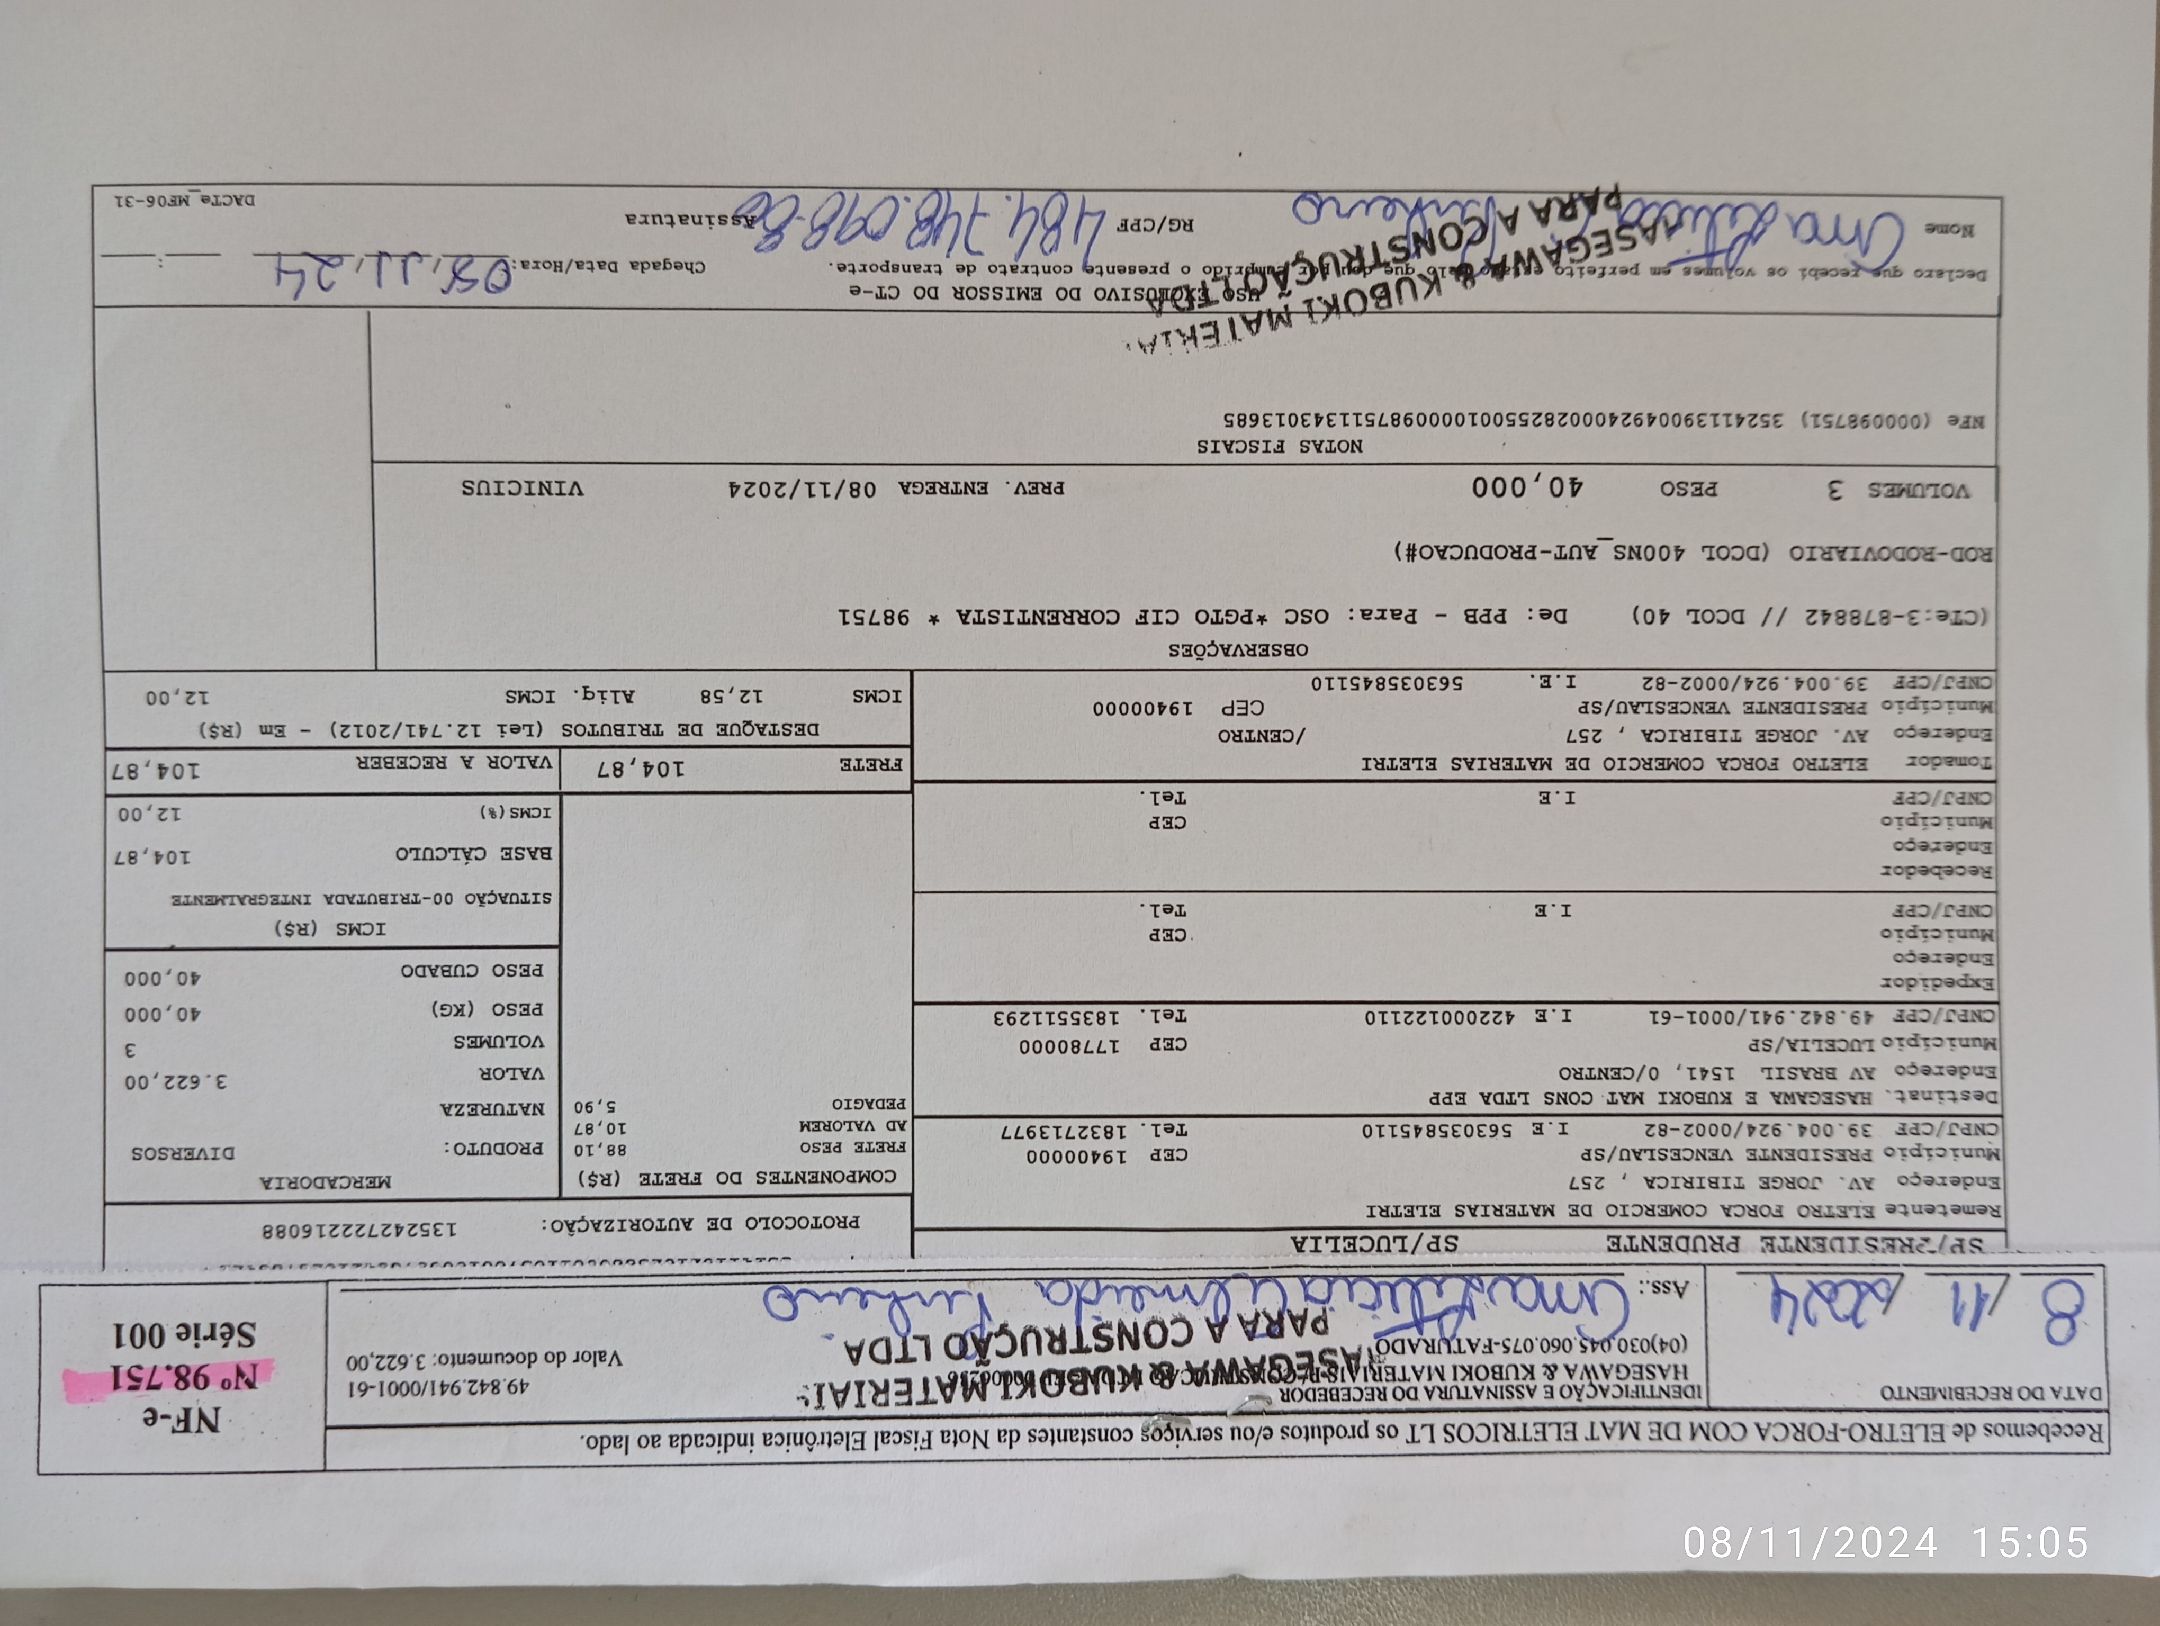 Recebemos de ELETRO-FORCA COM DE MAT ELETRICOS LT os produtos e/ou serviços constantes da Nota Fiscal Eletrônica indicada ao lado.
NF-e
Nº 98.751
Série 001
DATA DO RECEBIMENTO
8 / 11 / 2024
IDENTIFICAÇÃO E ASSINATURA DO RECEBEDOR
HASEGAWA & KUBOKI MATERIAIS
49.842.941/0001-61
(04)030.045.060.075-FATURADO
Valor do documento: 3.622,00
ASEGAWA & KUBOKI MATERIAI
PARA A CONSTRUÇÃO LTDA.
Ass.: Almeida
SP/PRESIDENTE PRUDENTE SP/LUCELIA
Remetente ELETRO FORCA COMERCIO DE MATERIAS ELETRI
Endereço AV. JORGE TIBIRICA , 257
Município PRESIDENTE VENCESLAU/SP CEP 19400000
CNPJ/CPF 39.004.924/0002-82 I.E 563035845110 Tel. 1832713977
Destinat. HASEGAWA E KUBOKI MAT CONS LTDA EPP
Endereço AV BRASIL 1541, 0/CENTRO
Município LUCELIA/SP CEP 17780000
CNPJ/CPF 49.842.941/0001-61 I.E 422000122110 Tel. 1835511293
Expedidor
Endereço
Município CEP
CNPJ/CPF I.E Tel.
Recebedor
Endereço
Município CEP
CNPJ/CPF I.E Tel.
Tomador ELETRO FORCA COMERCIO DE MATERIAS ELETRI
Endereço AV. JORGE TIBIRICA , 257 /CENTRO
Município PRESIDENTE VENCESLAU/SP CEP 19400000
CNPJ/CPF 39.004.924/0002-82 I.E. 563035845110
PROTOCOLO DE AUTORIZAÇÃO: 135242722216088
COMPONENTES DO FRETE (R$)
FRETE PESO 88,10
AD VALOREM 10,87
PEDAGIO 5,90
MERCADORIA
PRODUTO: DIVERSOS
NATUREZA
VALOR 3.622,00
VOLUMES 3
PESO (KG) 40,000
PESO CUBADO 40,000
ICMS (R$)
SITUAÇÃO 00-TRIBUTADA INTEGRALMENTE
BASE CÁLCULO 104,87
ICMS(%) 12,00
FRETE 104,87 VALOR A RECEBER 104,87
DESTAQUE DE TRIBUTOS (Lei 12.741/2012) - Em (R$)
ICMS 12,58 Aliq. ICMS 12,00
OBSERVAÇÕES
(CTe:3-878842 // DCOL 40) De: PPB - Para: OSC *PGTO CIF CORRENTISTA * 98751
ROD-RODOVIARIO (DCOL 400NS_AUT-PRODUCAO#)
VOLUMES 3 PESO 40,000 PREV. ENTREGA 08/11/2024 VINICIUS
NOTAS FISCAIS
NFe (000098751) 35241139004924000282550010000987511343013685
USO EXCLUSIVO DO EMISSOR DO CT-e
Declaro que recebi os volumes em perfeito estado pelo que dou por cumprido o presente contrato de transporte.
Chegada Data/Hora: 08.11.24 __:__
ASEGAWA & KUBOKI MATERIA
PARA A CONSTRUÇÃO LTDA
Nome
RG/CPF 484.748.098-86
Assinatura
DACTe_MF06-31
08/11/2024 15:05